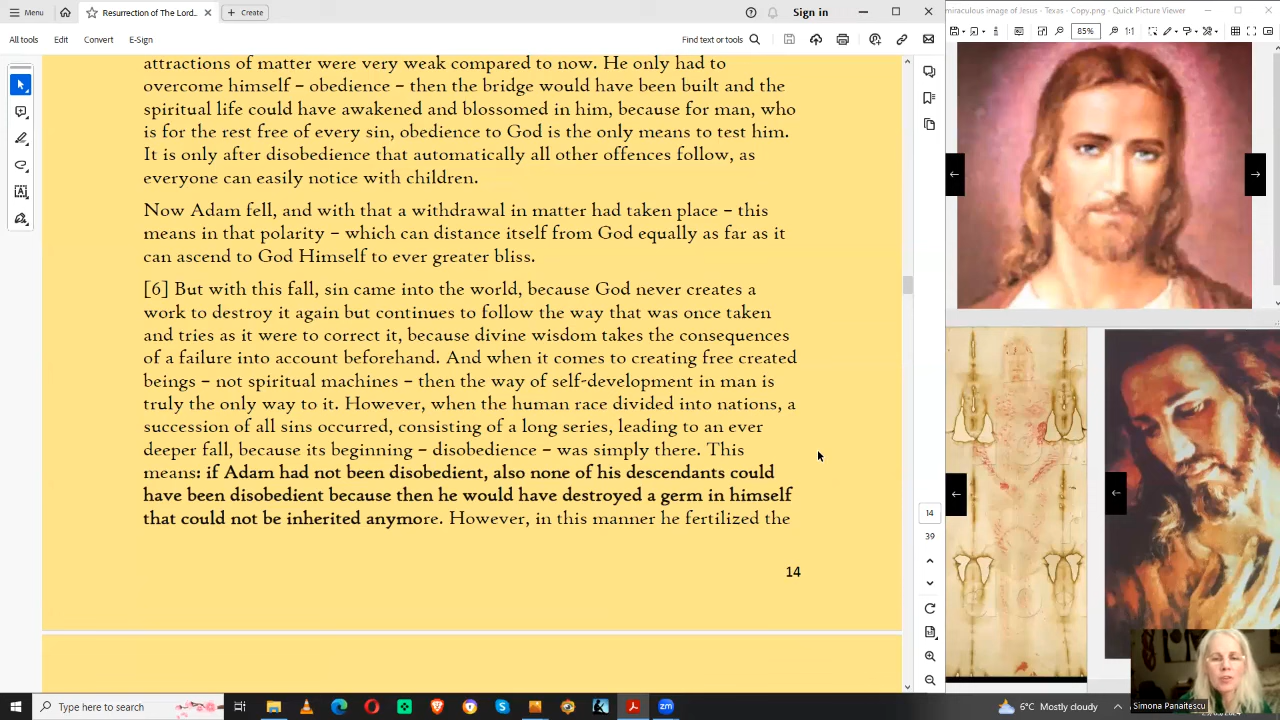 Menu
Resurrection of The Lord...
Create
Sign in
miraculous image of Jesus - Texas - Copy.png - Quick Picture Viewer
All tools
Edit
Convert
E-Sign
Find text or tools
85%
1:1
attractions of matter were very weak compared to now. He only had to
overcome himself – obedience – then the bridge would have been built and the
spiritual life could have awakened and blossomed in him, because for man, who
is for the rest free of every sin, obedience to God is the only means to test him.
It is only after disobedience that automatically all other offences follow, as
everyone can easily notice with children.
Now Adam fell, and with that a withdrawal in matter had taken place – this
means in that polarity – which can distance itself from God equally as far as it
can ascend to God Himself to ever greater bliss.
[6] But with this fall, sin came into the world, because God never creates a
work to destroy it again but continues to follow the way that was once taken
and tries as it were to correct it, because divine wisdom takes the consequences
of a failure into account beforehand. And when it comes to creating free created
beings – not spiritual machines – then the way of self-development in man is
truly the only way to it. However, when the human race divided into nations, a
succession of all sins occurred, consisting of a long series, leading to an ever
deeper fall, because its beginning – disobedience – was simply there. This
means: if Adam had not been disobedient, also none of his descendants could
have been disobedient because then he would have destroyed a germ in himself
that could not be inherited anymore. However, in this manner he fertilized the
14
14
39
Type here to search
6°C Mostly cloudy
Simona Panaitescu